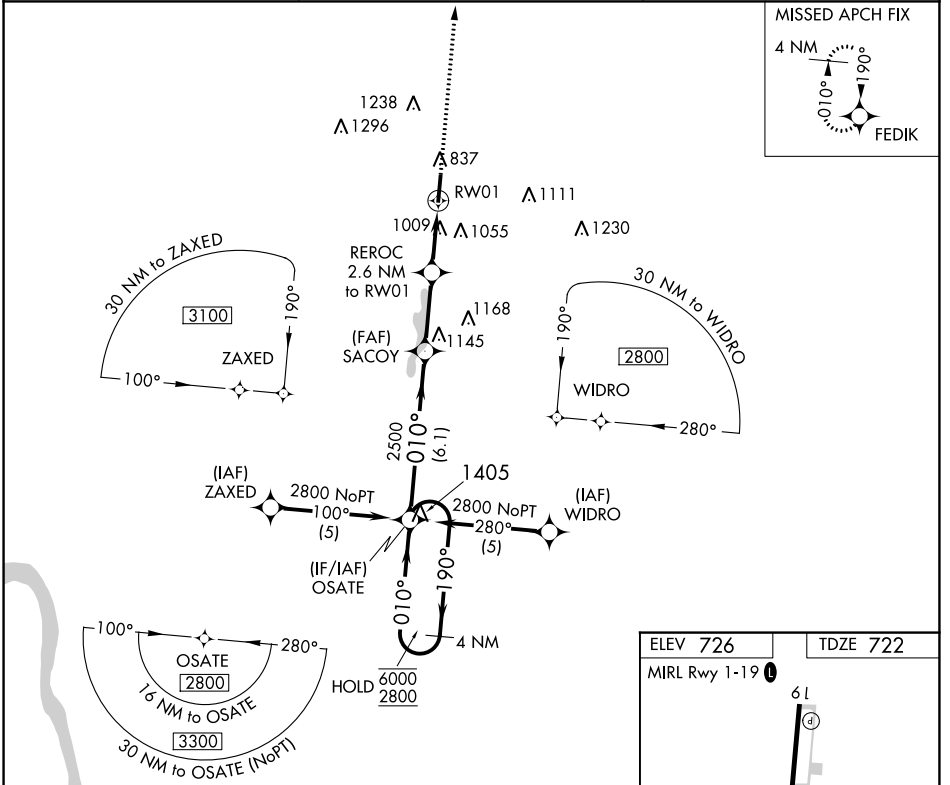 MISSED APCH FIX
4 NM
010°
190°
FEDIK
1238
1296
837
RW01
1111
1009
1055
1230
REROC
2.6 NM
to RW01
1168
(FAF)
SACOY
1145
30 NM to ZAXED
3100
190°
ZAXED
100°
30 NM to WIDRO
190°
2800
WIDRO
280°
2500
010°
(6.1)
1405
(IAF)
ZAXED
2800 NoPT
100°
(5)
2800 NoPT
280°
(5)
(IAF)
WIDRO
(IF/IAF)
OSATE
010°
190°
4 NM
HOLD
6000
2800
100°
280°
OSATE
2800
16 NM to OSATE
3300
30 NM to OSATE (NoPT)
ELEV 726
TDZE 722
MIRL Rwy 1-19 L
19
P